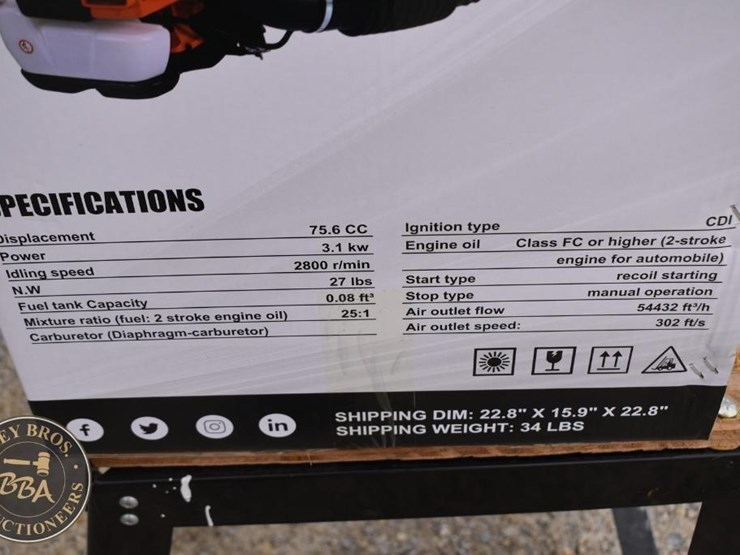 PECIFICATIONS
Displacement 75.6 CC
Power 3.1 kw
Idling speed 2800 r/min
N.W 27 lbs
Fuel tank Capacity 0.08 ft³
Mixture ratio (fuel: 2 stroke engine oil) 25:1
Carburetor (Diaphragm-carburetor)
Ignition type CDI
Engine oil Class FC or higher (2-stroke
engine for automobile)
Start type recoil starting
Stop type manual operation
Air outlet flow 54432 ft³/h
Air outlet speed: 302 ft/s
f in
SHIPPING DIM: 22.8" X 15.9" X 22.8"
SHIPPING WEIGHT: 34 LBS
EY BROS.
BBA
CTIONEERS